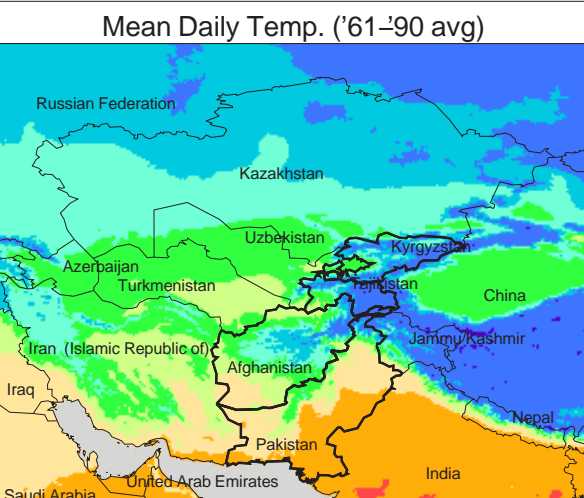 Mean Daily Temp. ('61–'90 avg)
Russian Federation
Kazakhstan
Uzbekistan
Kyrgyzstan
Azerbaijan
Turkmenistan
Tajikistan
China
Iran (Islamic Republic of)
Jammu/Kashmir
Afghanistan
Iraq
Nepal
Pakistan
United Arab Emirates
India
Saudi Arabia